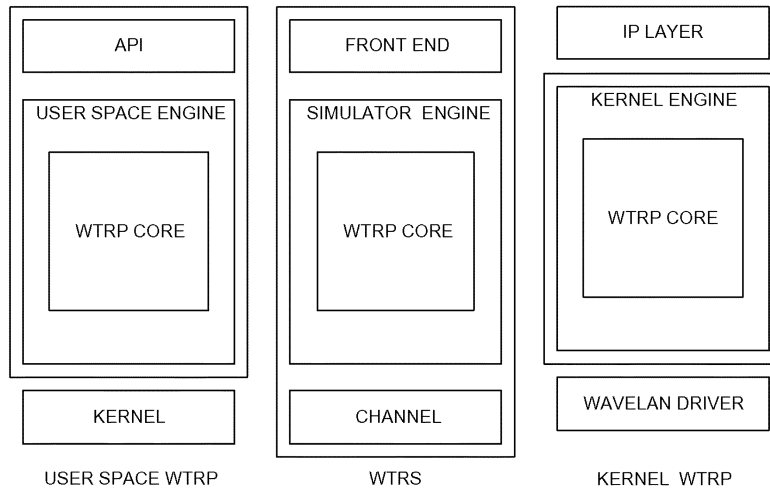 API
USER SPACE ENGINE
WTRP CORE
KERNEL
USER SPACE WTRP
FRONT END
SIMULATOR ENGINE
WTRP CORE
CHANNEL
WTRS
IP LAYER
KERNEL ENGINE
WTRP CORE
WAVELAN DRIVER
KERNEL WTRP